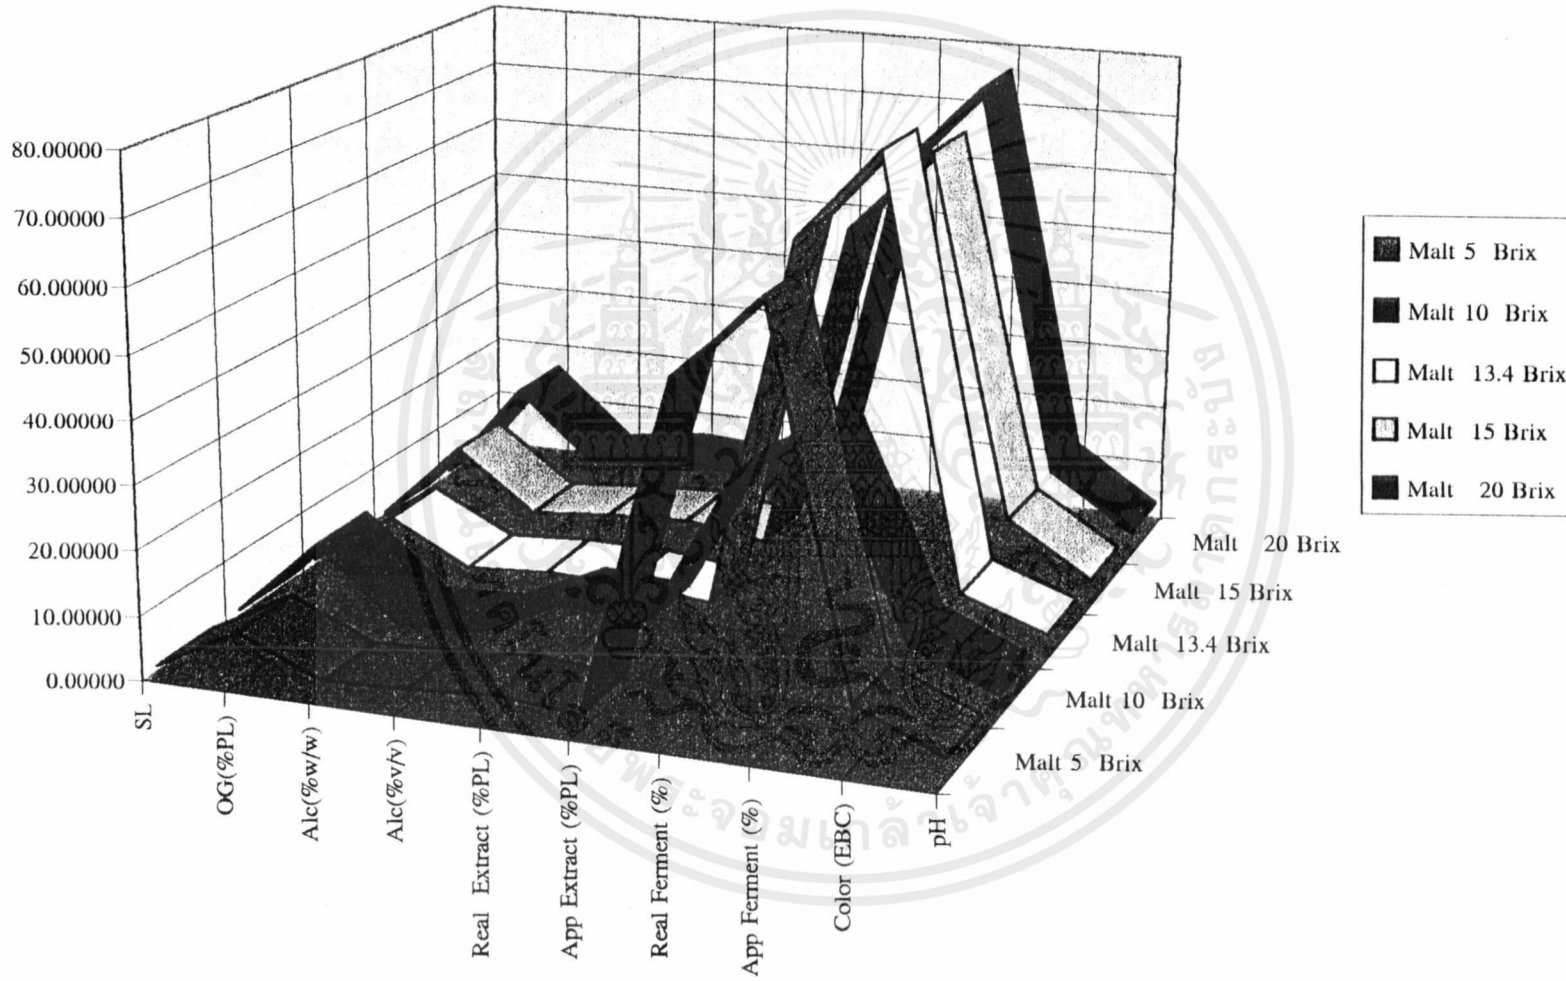 80.00000
70.00000
60.00000
50.00000
40.00000
30.00000
20.00000
10.00000
0.00000
SL
OG(%PL)
Alc(%w/w)
Alc(%v/v)
Real Extract (%PL)
App Extract (%PL)
Real Ferment (%)
App Ferment (%)
Color (EBC)
pH
Malt 20 Brix
Malt 15 Brix
Malt 13.4 Brix
Malt 10 Brix
Malt 5 Brix
Malt 5 Brix
Malt 10 Brix
Malt 13.4 Brix
Malt 15 Brix
Malt 20 Brix